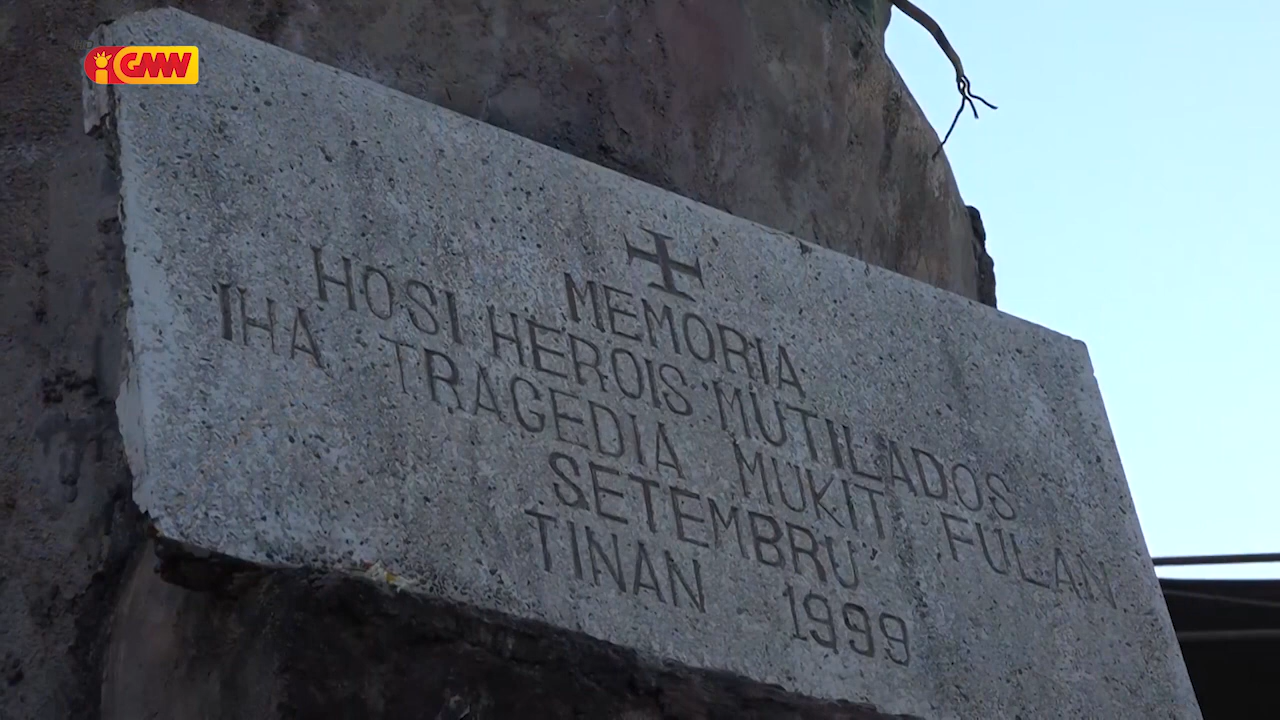 GMN
MEMORIA
HOSI HEROIS MUTILADOS
IHA TRAGEDIA MUKIT FULAN
SETEMBRU
TINAN 1999